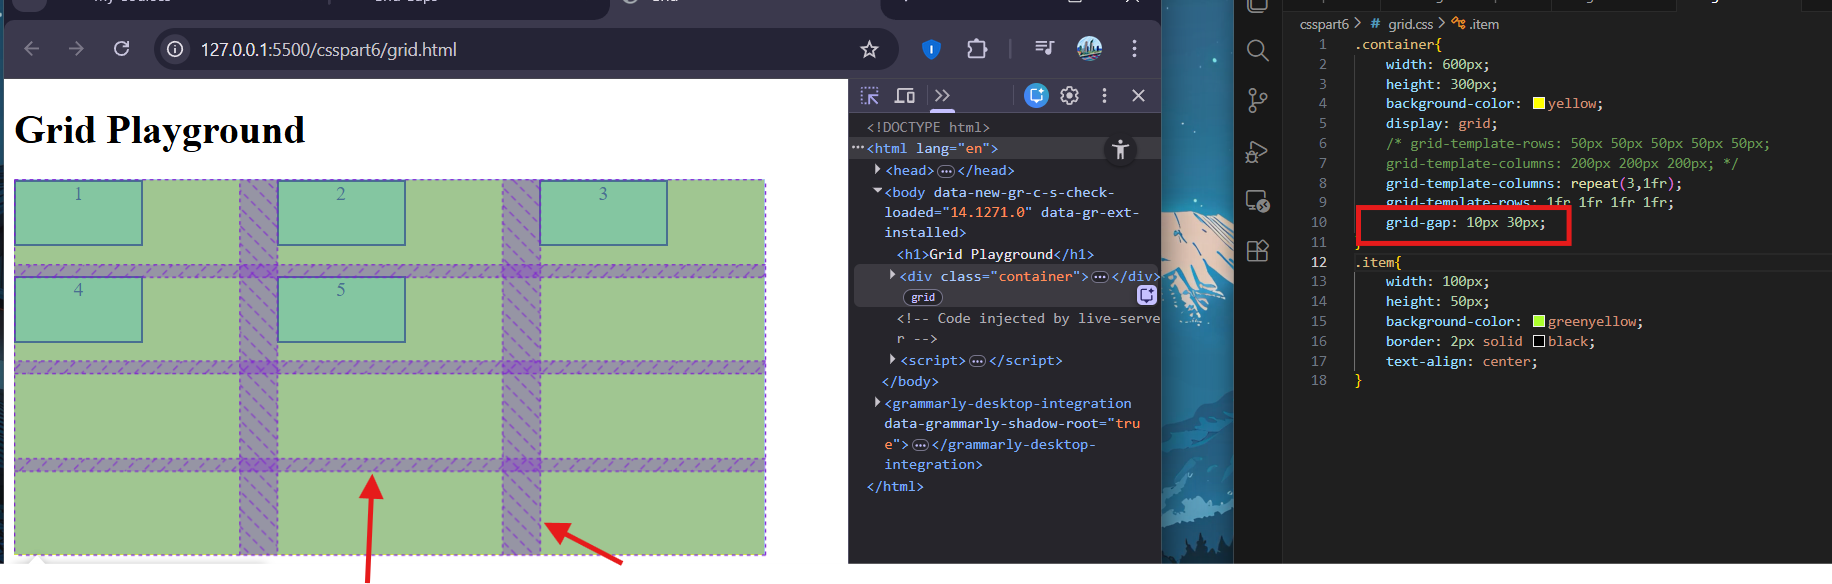 127.0.0.1:5500/csspart6/grid.html
Grid Playground
1
2
3
4
5
<!DOCTYPE html>
<html lang="en">
<head>…</head>
<body data-new-gr-c-s-check-
loaded="14.1271.0" data-gr-ext-
installed>
<h1>Grid Playground</h1>
<div class="container">…</div>
grid
<!-- Code injected by live-serve
r -->
<script>…</script>
</body>
<grammarly-desktop-integration
data-grammarly-shadow-root="tru
e">…</grammarly-desktop-
integration>
</html>
csspart6 > # grid.css > .item
1 .container{
2 width: 600px;
3 height: 300px;
4 background-color: yellow;
5 display: grid;
6 /* grid-template-rows: 50px 50px 50px 50px 50px;
7 grid-template-columns: 200px 200px 200px; */
8 grid-template-columns: repeat(3,1fr);
9 grid-template-rows: 1fr 1fr 1fr 1fr;
10 grid-gap: 10px 30px;
11 }
12 .item{
13 width: 100px;
14 height: 50px;
15 background-color: greenyellow;
16 border: 2px solid black;
17 text-align: center;
18 }